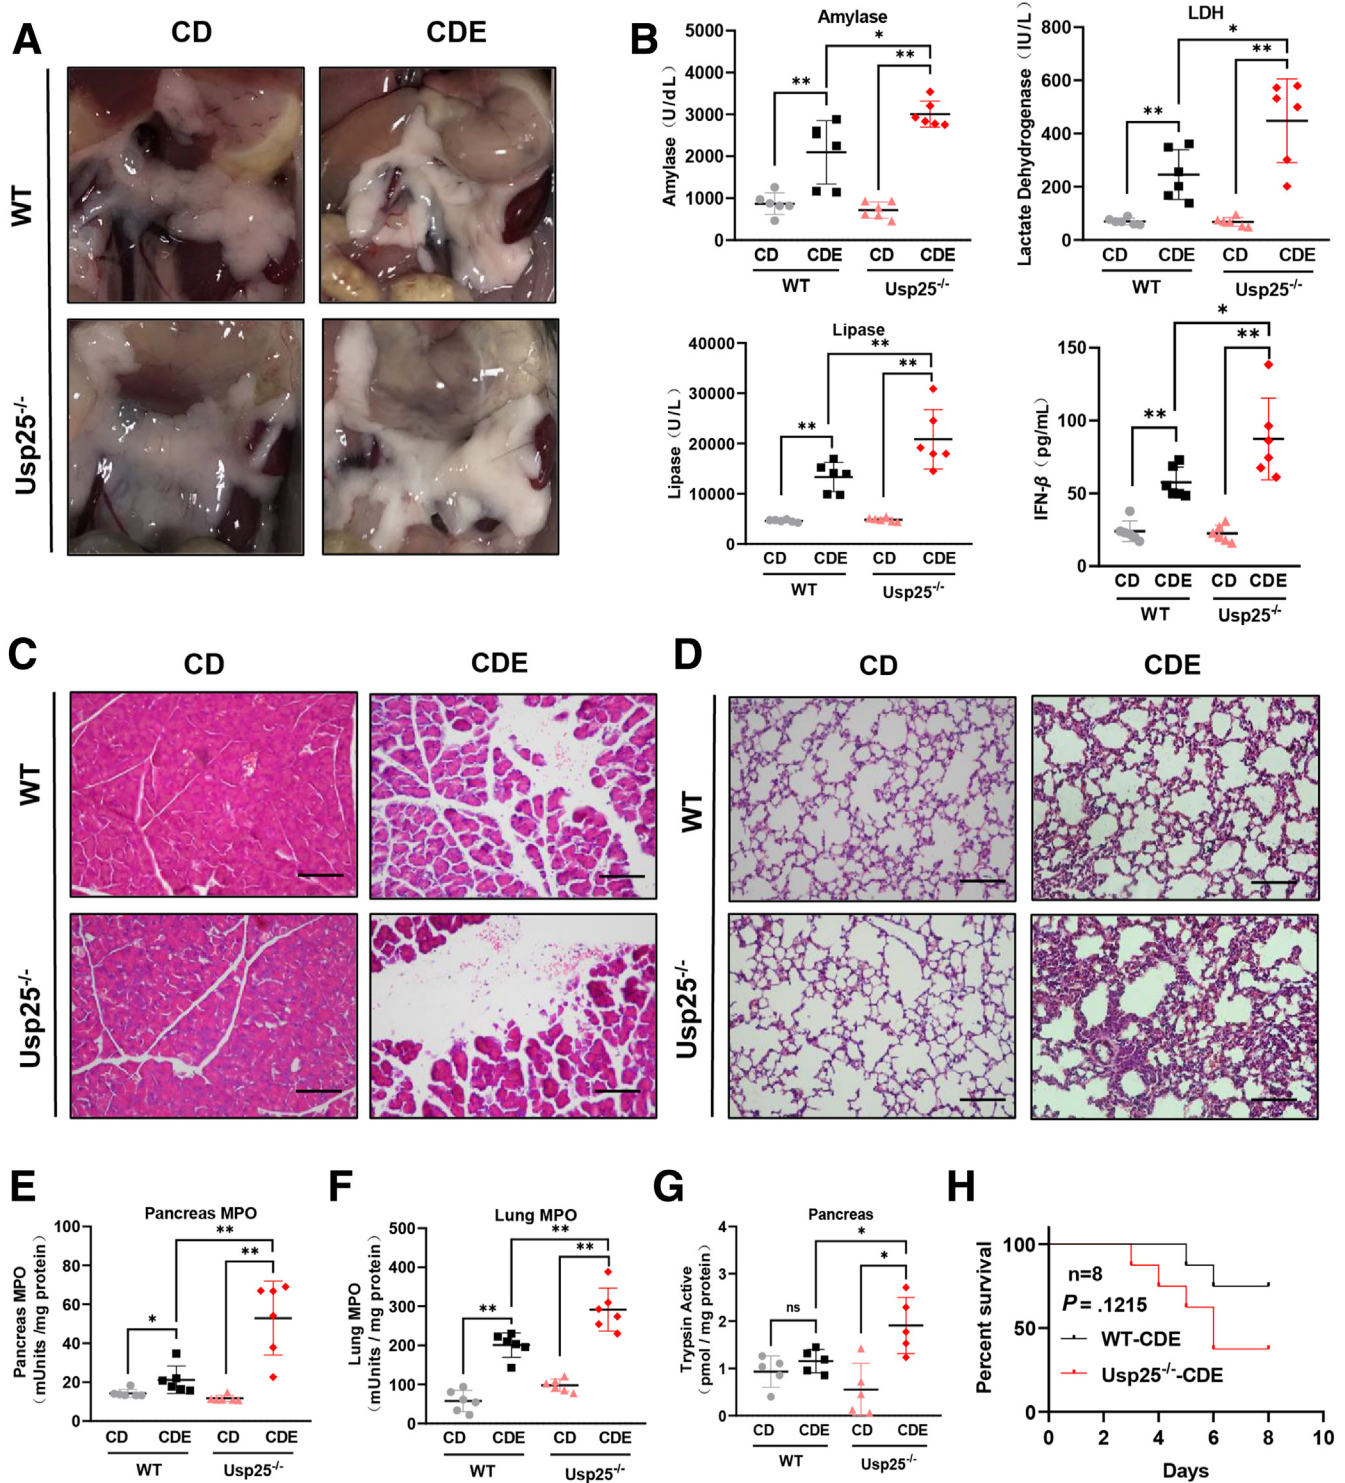 A
CD
CDE
WT
Usp25-/-
B
Amylase
Amylase (U/dL)
5000
4000
3000
2000
1000
0
**
*
**
CD
CDE
CD
CDE
WT
Usp25-/-
LDH
Lactate Dehydrogenase (IU/L)
800
600
400
200
0
**
*
**
CD
CDE
CD
CDE
WT
Usp25-/-
Lipase
Lipase (U/L)
40000
30000
20000
10000
0
**
**
**
CD
CDE
CD
CDE
WT
Usp25-/-
IFN-β (pg/mL)
150
100
50
0
**
*
**
CD
CDE
CD
CDE
WT
Usp25-/-
C
CD
CDE
WT
Usp25-/-
D
CD
CDE
WT
Usp25-/-
E
Pancreas MPO
Pancreas MPO
(mUnits /mg protein)
100
80
60
40
20
0
*
**
**
CD
CDE
CD
CDE
WT
Usp25-/-
F
Lung MPO
Lung MPO
(mUnits / mg protein)
500
400
300
200
100
0
**
**
**
CD
CDE
CD
CDE
WT
Usp25-/-
G
Pancreas
Trypsin Active
(pmol / mg protein)
4
3
2
1
0
ns
*
*
CD
CDE
CD
CDE
WT
Usp25-/-
H
Percent survival
100
50
0
n=8
P = .1215
WT-CDE
Usp25-/--CDE
0
2
4
6
8
10
Days